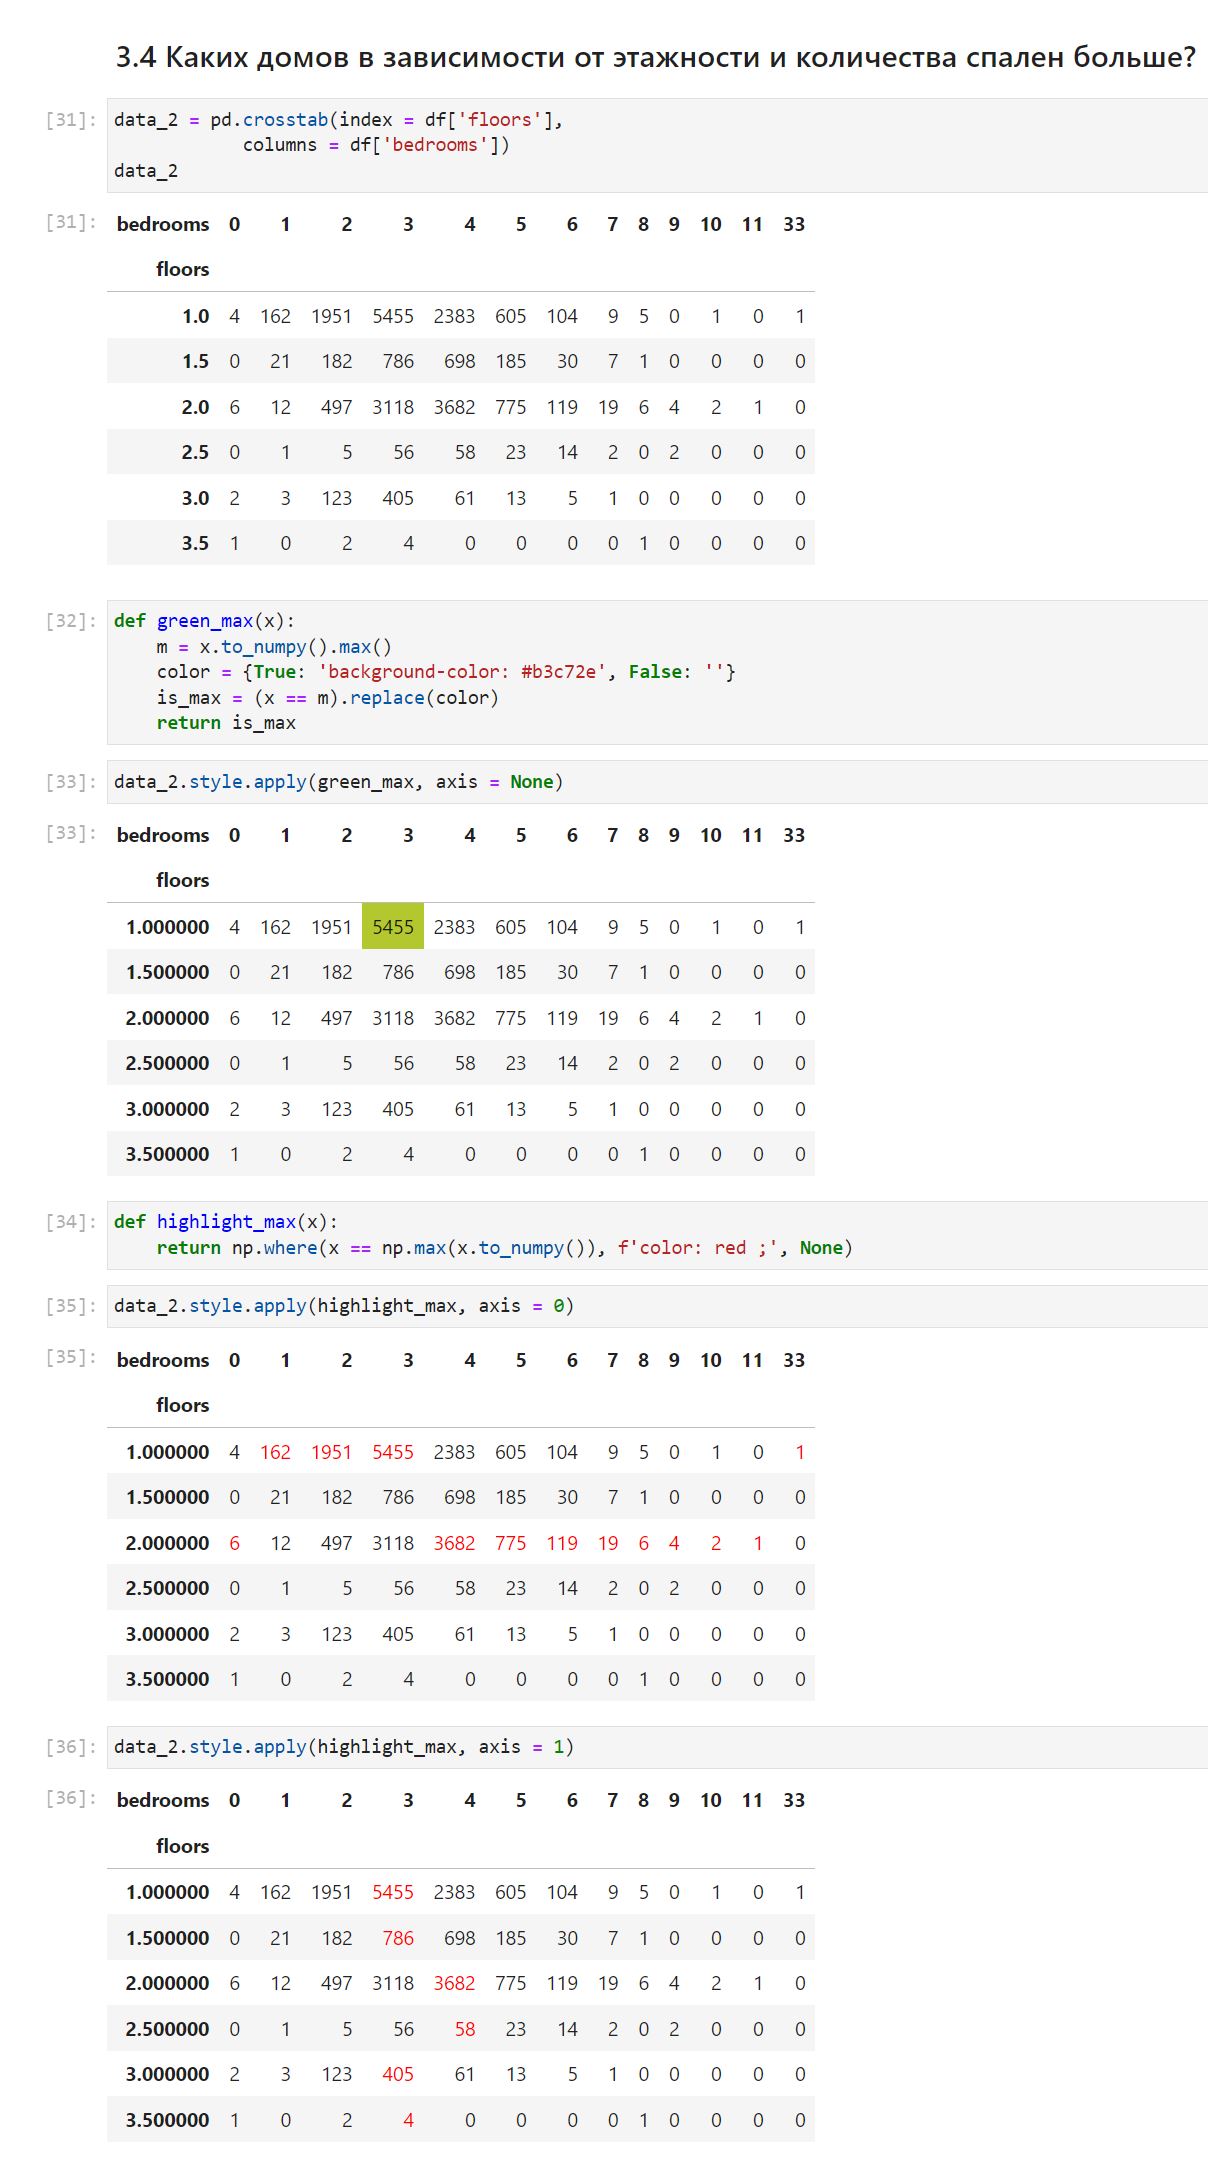 3.4 Каких домов в зависимости от этажности и количества спален больше?
[31]: data_2 = pd.crosstab(index = df['floors'],
columns = df['bedrooms'])
data_2
[31]: bedrooms 0 1 2 3 4 5 6 7 8 9 10 11 33
floors
1.0 4 162 1951 5455 2383 605 104 9 5 0 1 0 1
1.5 0 21 182 786 698 185 30 7 1 0 0 0 0
2.0 6 12 497 3118 3682 775 119 19 6 4 2 1 0
2.5 0 1 5 56 58 23 14 2 0 2 0 0 0
3.0 2 3 123 405 61 13 5 1 0 0 0 0 0
3.5 1 0 2 4 0 0 0 0 1 0 0 0 0
[32]: def green_max(x):
m = x.to_numpy().max()
color = {True: 'background-color: #b3c72e', False: ''}
is_max = (x == m).replace(color)
return is_max
[33]: data_2.style.apply(green_max, axis = None)
[33]: bedrooms 0 1 2 3 4 5 6 7 8 9 10 11 33
floors
1.000000 4 162 1951 5455 2383 605 104 9 5 0 1 0 1
1.500000 0 21 182 786 698 185 30 7 1 0 0 0 0
2.000000 6 12 497 3118 3682 775 119 19 6 4 2 1 0
2.500000 0 1 5 56 58 23 14 2 0 2 0 0 0
3.000000 2 3 123 405 61 13 5 1 0 0 0 0 0
3.500000 1 0 2 4 0 0 0 0 1 0 0 0 0
[34]: def highlight_max(x):
return np.where(x == np.max(x.to_numpy()), f'color: red ;', None)
[35]: data_2.style.apply(highlight_max, axis = 0)
[35]: bedrooms 0 1 2 3 4 5 6 7 8 9 10 11 33
floors
1.000000 4 162 1951 5455 2383 605 104 9 5 0 1 0 1
1.500000 0 21 182 786 698 185 30 7 1 0 0 0 0
2.000000 6 12 497 3118 3682 775 119 19 6 4 2 1 0
2.500000 0 1 5 56 58 23 14 2 0 2 0 0 0
3.000000 2 3 123 405 61 13 5 1 0 0 0 0 0
3.500000 1 0 2 4 0 0 0 0 1 0 0 0 0
[36]: data_2.style.apply(highlight_max, axis = 1)
[36]: bedrooms 0 1 2 3 4 5 6 7 8 9 10 11 33
floors
1.000000 4 162 1951 5455 2383 605 104 9 5 0 1 0 1
1.500000 0 21 182 786 698 185 30 7 1 0 0 0 0
2.000000 6 12 497 3118 3682 775 119 19 6 4 2 1 0
2.500000 0 1 5 56 58 23 14 2 0 2 0 0 0
3.000000 2 3 123 405 61 13 5 1 0 0 0 0 0
3.500000 1 0 2 4 0 0 0 0 1 0 0 0 0